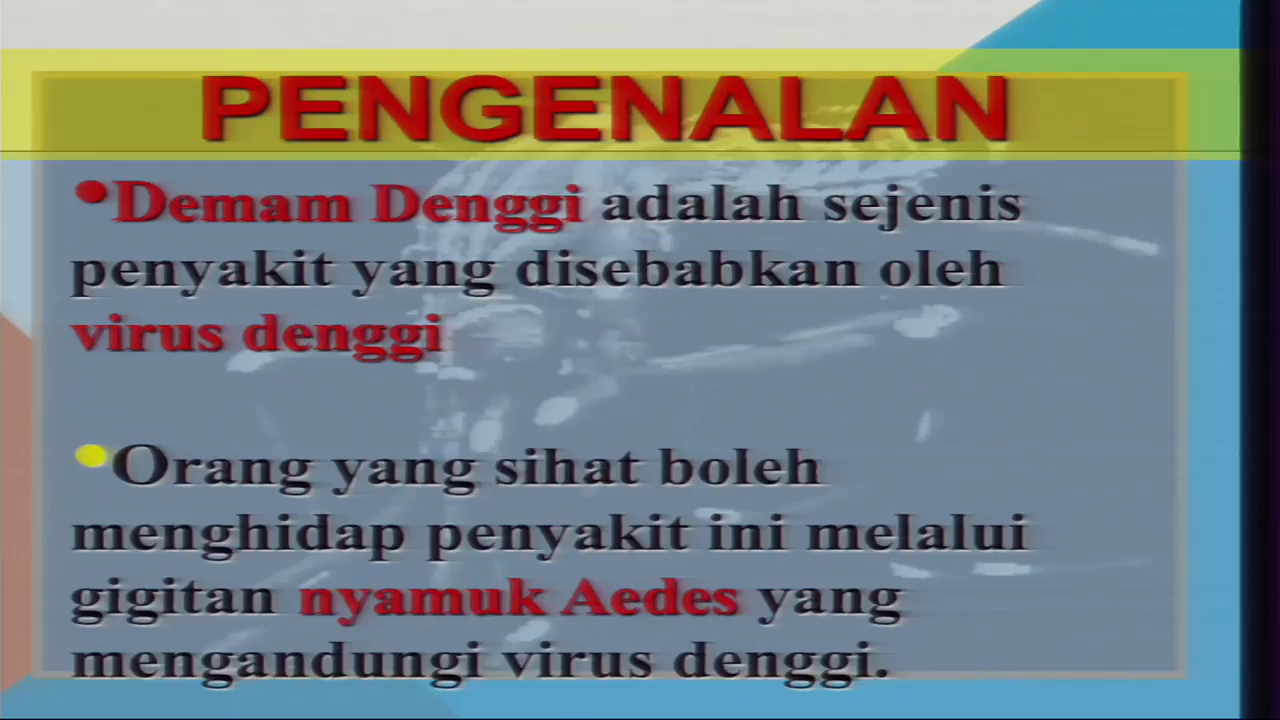 PENGENALAN
•Demam Denggi adalah sejenis
penyakit yang disebabkan oleh
virus denggi
•Orang yang sihat boleh
menghidap penyakit ini melalui
gigitan nyamuk Aedes yang
mengandungi virus denggi.